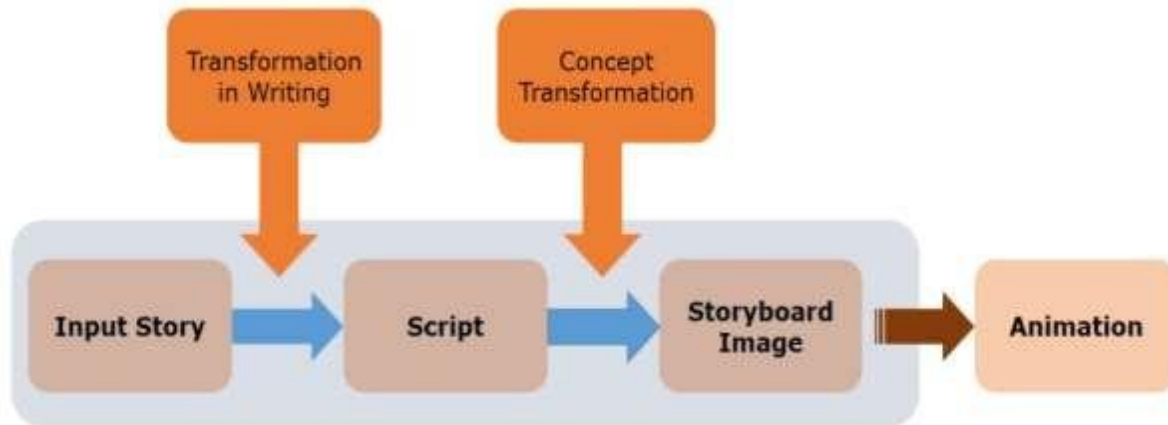 Transformation
in Writing
Concept
Transformation
Input Story
Script
Storyboard
Image
Animation